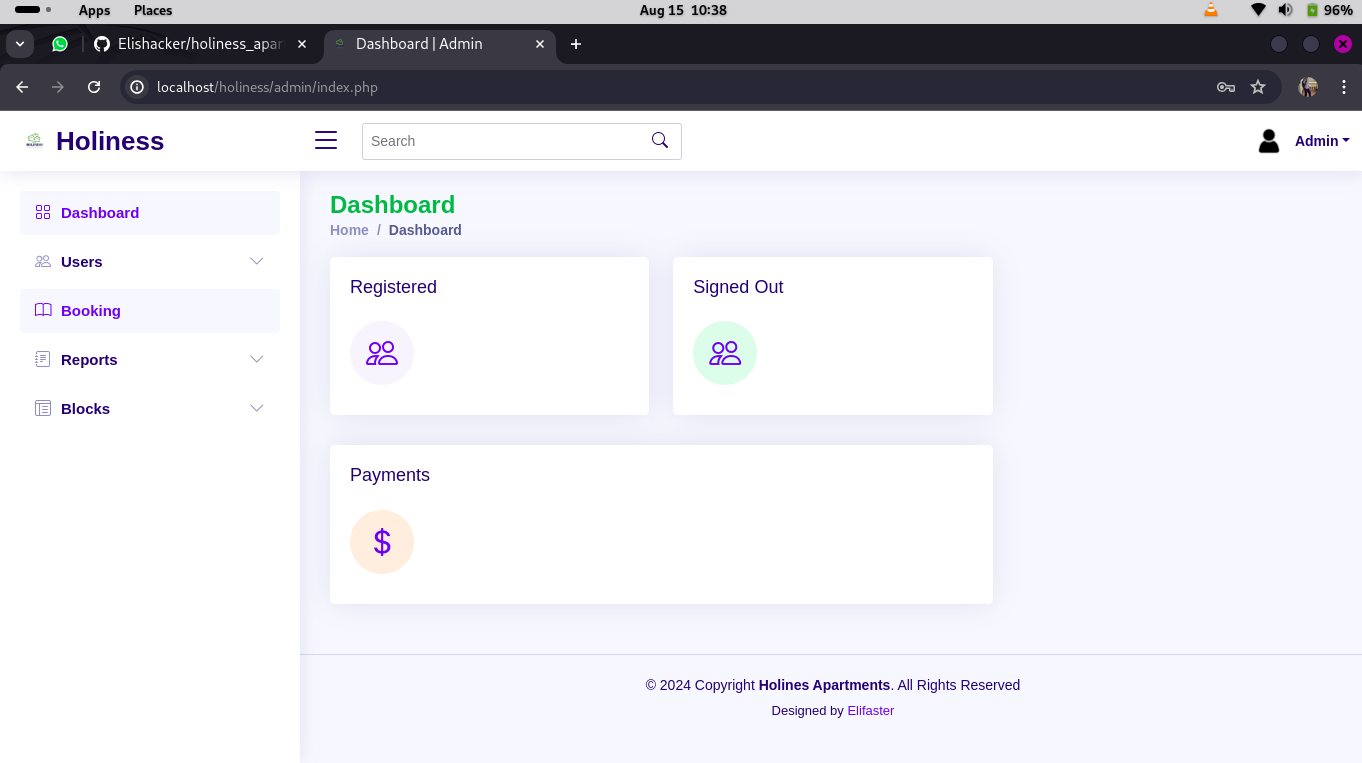 Apps Places Aug 15 10:38 96%
Elishacker/holiness_apar Dashboard | Admin
localhost/holiness/admin/index.php
Holiness Search Admin
Dashboard
Users
Booking
Reports
Blocks
Dashboard
Home / Dashboard
Registered
Signed Out
Payments
$
© 2024 Copyright Holines Apartments. All Rights Reserved
Designed by Elifaster